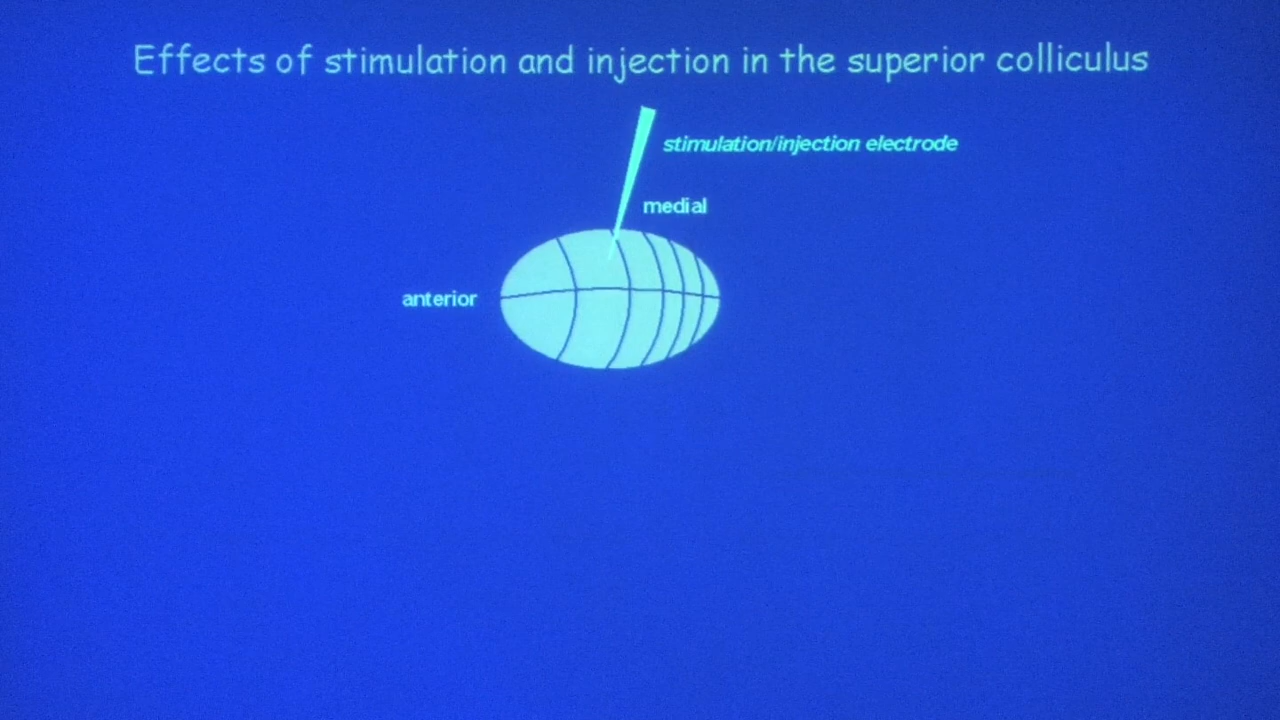 Effects of stimulation and injection in the superior colliculus
stimulation/injection electrode
medial
anterior